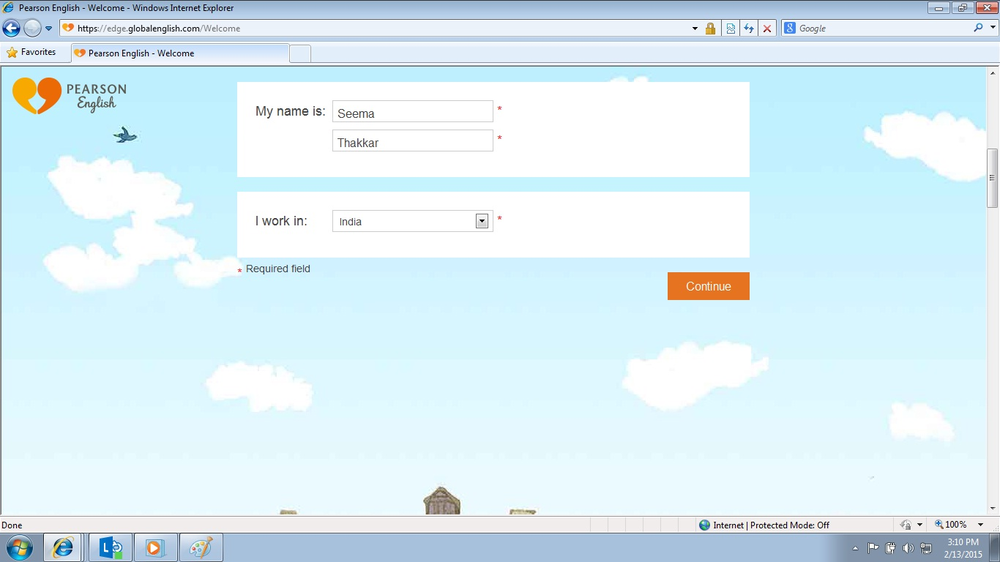 Pearson English - Welcome - Windows Internet Explorer
https://edge.globalenglish.com/Welcome
Google
Favorites
Pearson English - Welcome
PEARSON
English
My name is: Seema *
Thakkar *
I work in: India *
* Required field
Continue
Done
Internet | Protected Mode: Off
100%
3:10 PM
2/13/2015